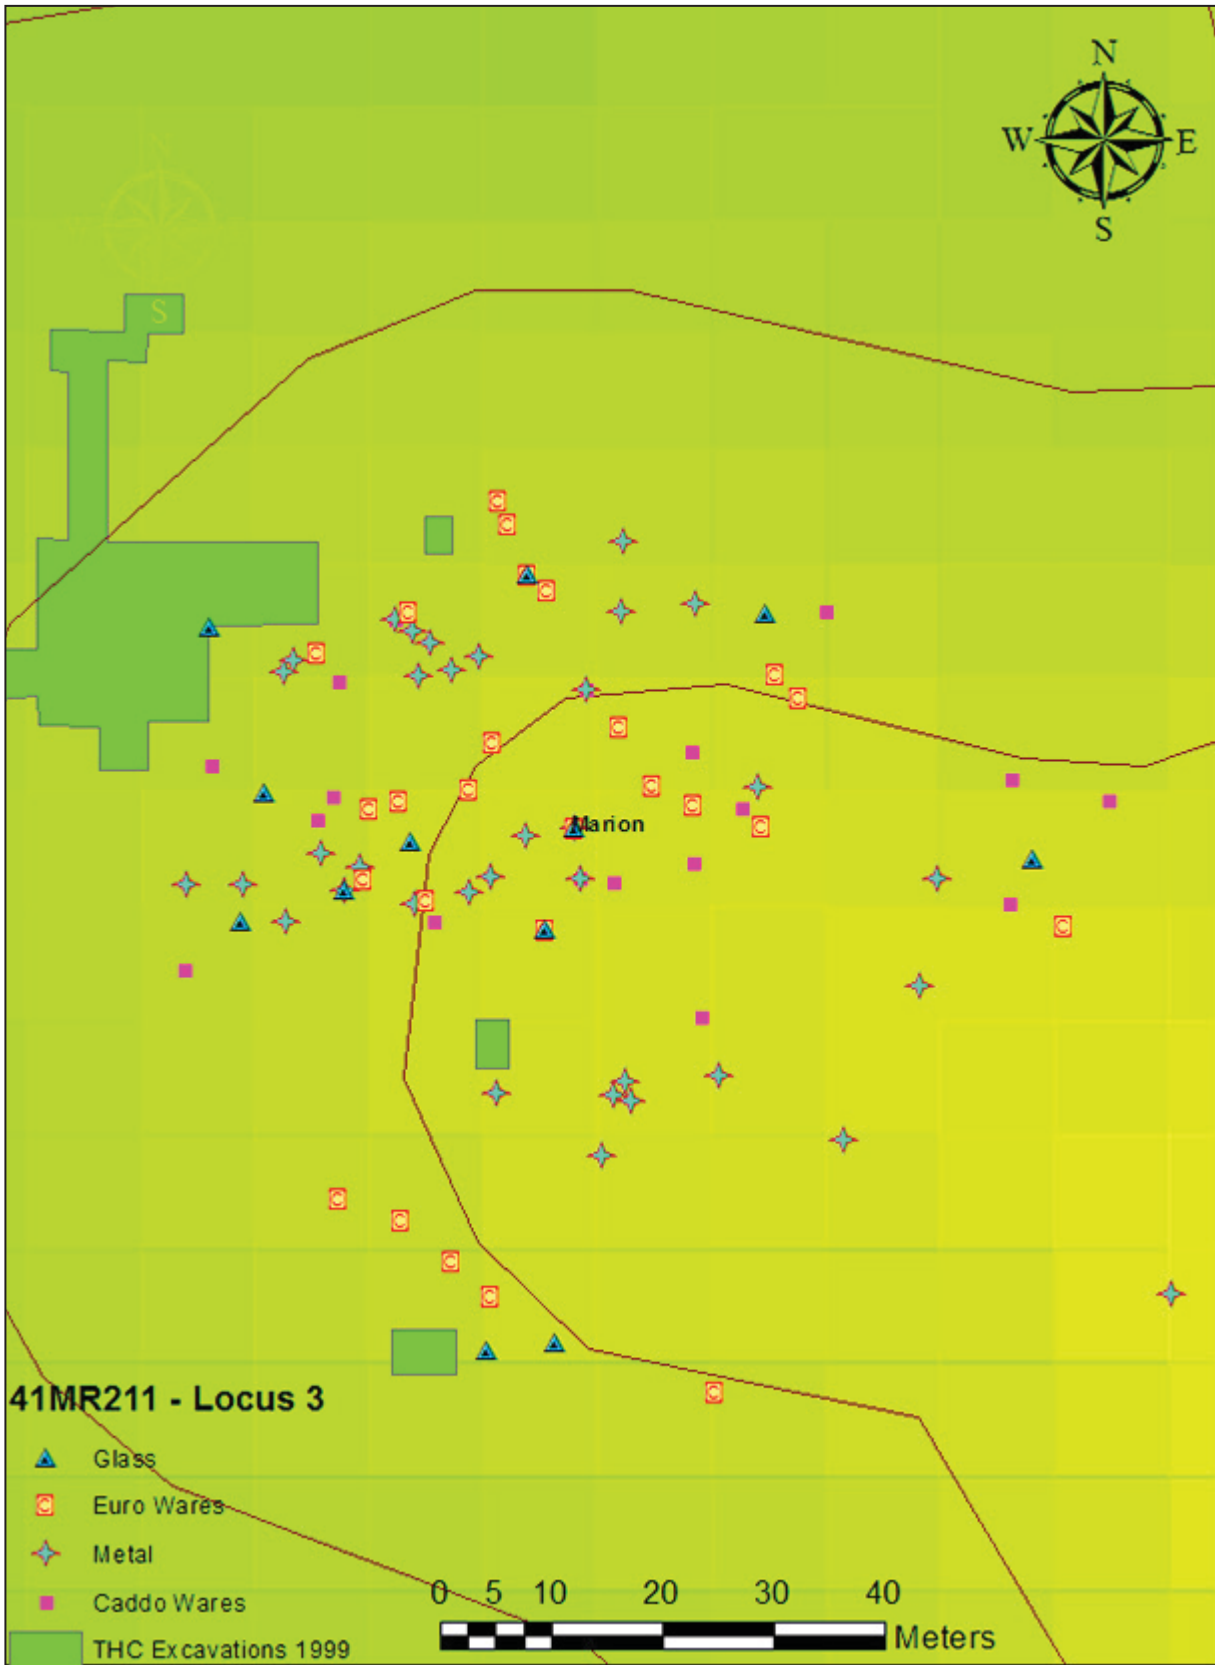 N
W E
S
S
Marion
41MR211 - Locus 3
Glass
Euro Wares
Metal
Caddo Wares
THC Excavations 1999
0 5 10 20 30 40
Meters